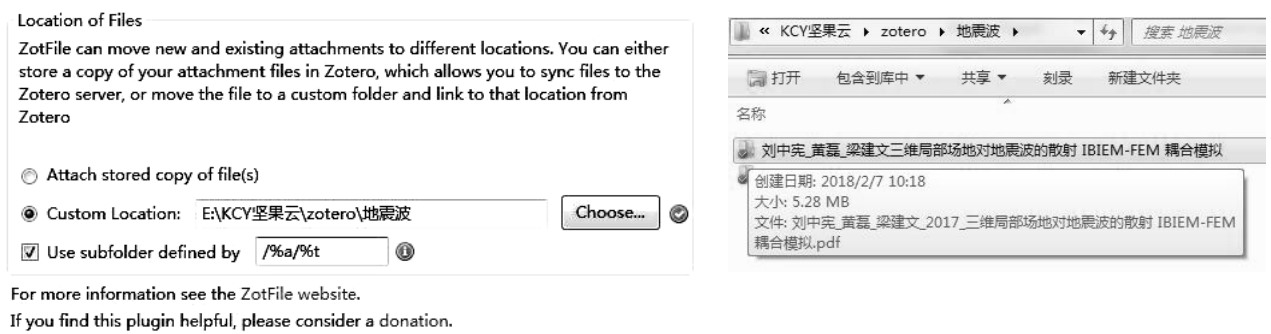 Location of Files
ZotFile can move new and existing attachments to different locations. You can either
store a copy of your attachment files in Zotero, which allows you to sync files to the
Zotero server, or move the file to a custom folder and link to that location from
Zotero
Attach stored copy of file(s)
Custom Location: E:\KCY坚果云\zotero\地震波 Choose...
Use subfolder defined by /%a/%t
For more information see the ZotFile website.
If you find this plugin helpful, please consider a donation.
« KCY坚果云 ▸ zotero ▸ 地震波 ▸ 搜索 地震波
打开 包含到库中 共享 刻录 新建文件夹
名称
刘中宪_黄磊_梁建文三维局部场地对地震波的散射 IBIEM-FEM 耦合模拟
创建日期: 2018/2/7 10:18
大小: 5.28 MB
文件: 刘中宪_黄磊_梁建文_2017_三维局部场地对地震波的散射 IBIEM-FEM
耦合模拟.pdf